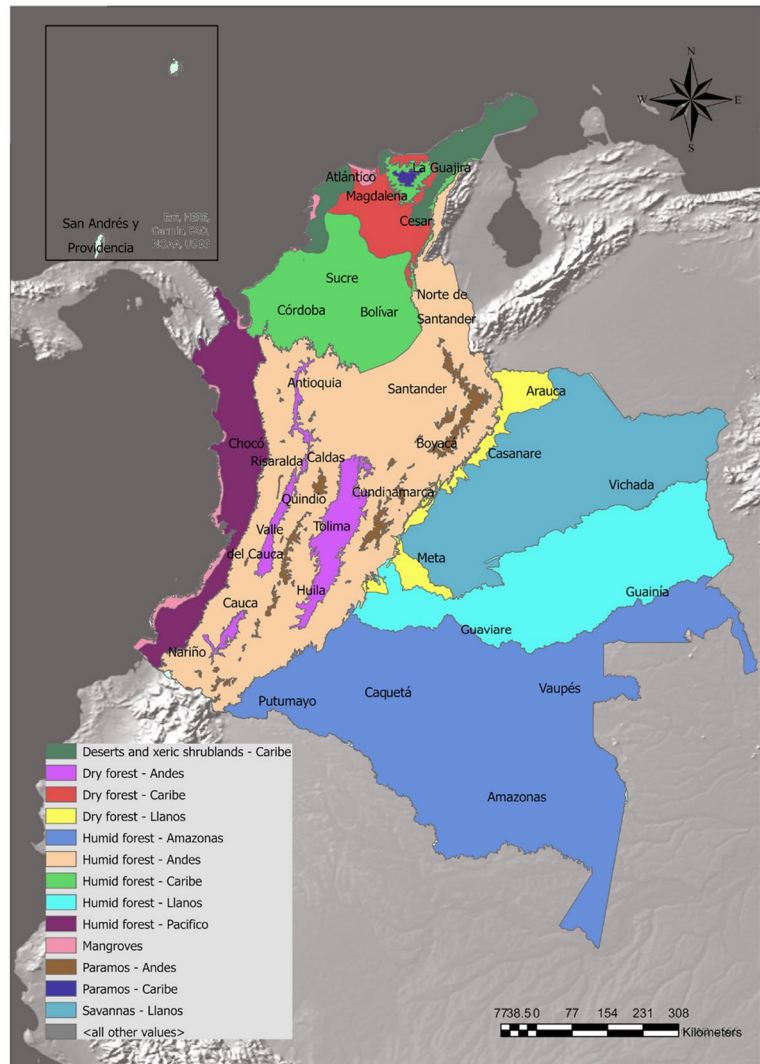 N
W E
S
San Andrés y
Providencia
Esri, HERE,
Garmin, FAO,
NOAA, USGS
La Guajira
Atlántico
Magdalena
Cesar
Sucre
Norte de
Santander
Córdoba
Bolívar
Antioquia
Santander
Arauca
Chocó
Boyacá
Risaralda
Caldas
Casanare
Quindío
Cundinamarca
Vichada
Valle
del Cauca
Tolima
Meta
Huila
Guainía
Cauca
Guaviare
Nariño
Putumayo
Caquetá
Vaupés
Amazonas
Deserts and xeric shrublands - Caribe
Dry forest - Andes
Dry forest - Caribe
Dry forest - Llanos
Humid forest - Amazonas
Humid forest - Andes
Humid forest - Caribe
Humid forest - Llanos
Humid forest - Pacifico
Mangroves
Paramos - Andes
Paramos - Caribe
Savannas - Llanos
<all other values>
7738.5 0 77 154 231 308
Kilometers